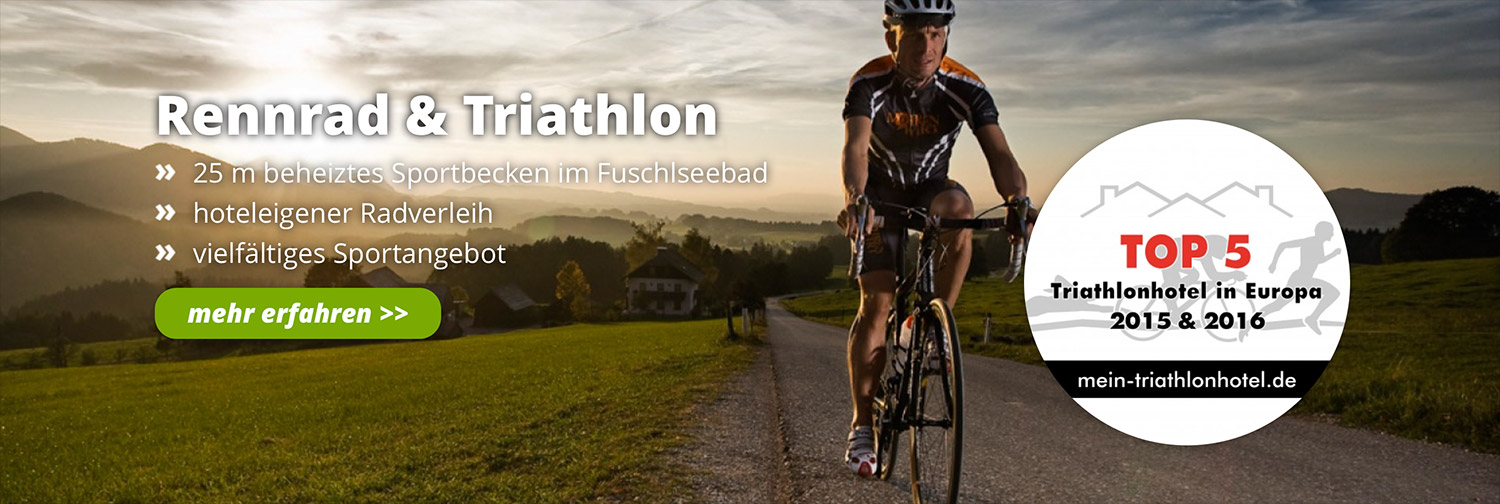 Rennrad & Triathlon
» 25 m beheiztes Sportbecken im Fuschlseebad
» hoteleigener Radverleih
» vielfältiges Sportangebot
mehr erfahren >>
TOP 5
Triathlonhotel in Europa
2015 & 2016
mein-triathlonhotel.de